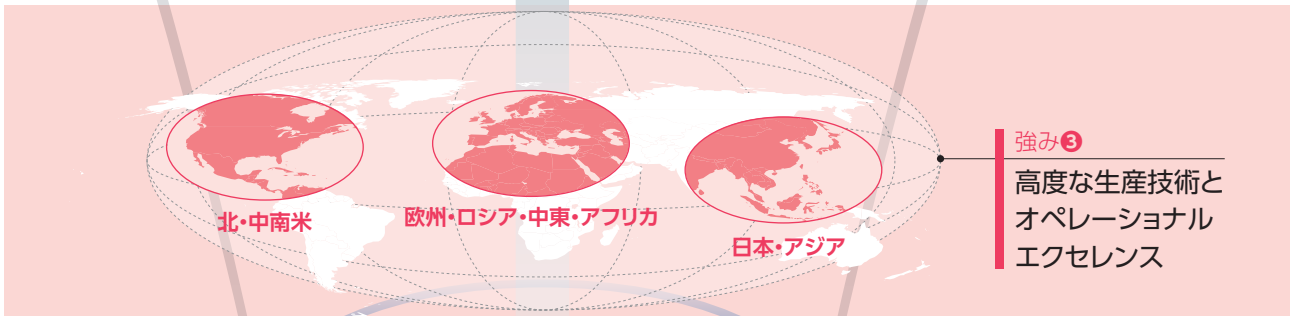 北・中南米
欧州・ロシア・中東・アフリカ
日本・アジア
強み❸
高度な生産技術と
オペレーショナル
エクセレンス